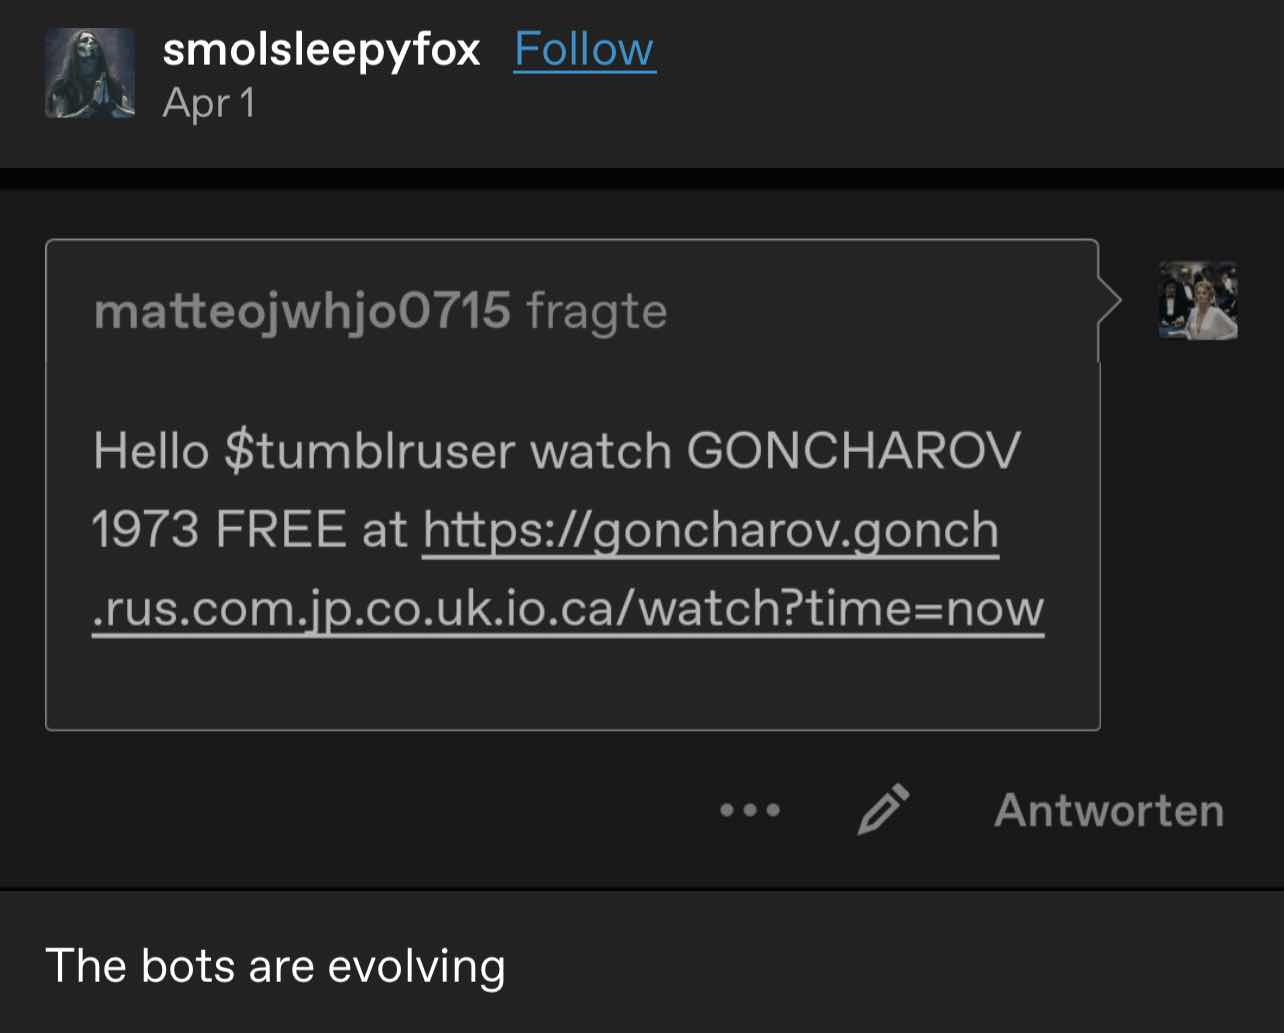 smolsleepyfox Follow
Apr 1
matteojwhjo0715 fragte
Hello $tumblruser watch GONCHAROV
1973 FREE at https://goncharov.gonch
.rus.com.jp.co.uk.io.ca/watch?time=now
Antworten
The bots are evolving